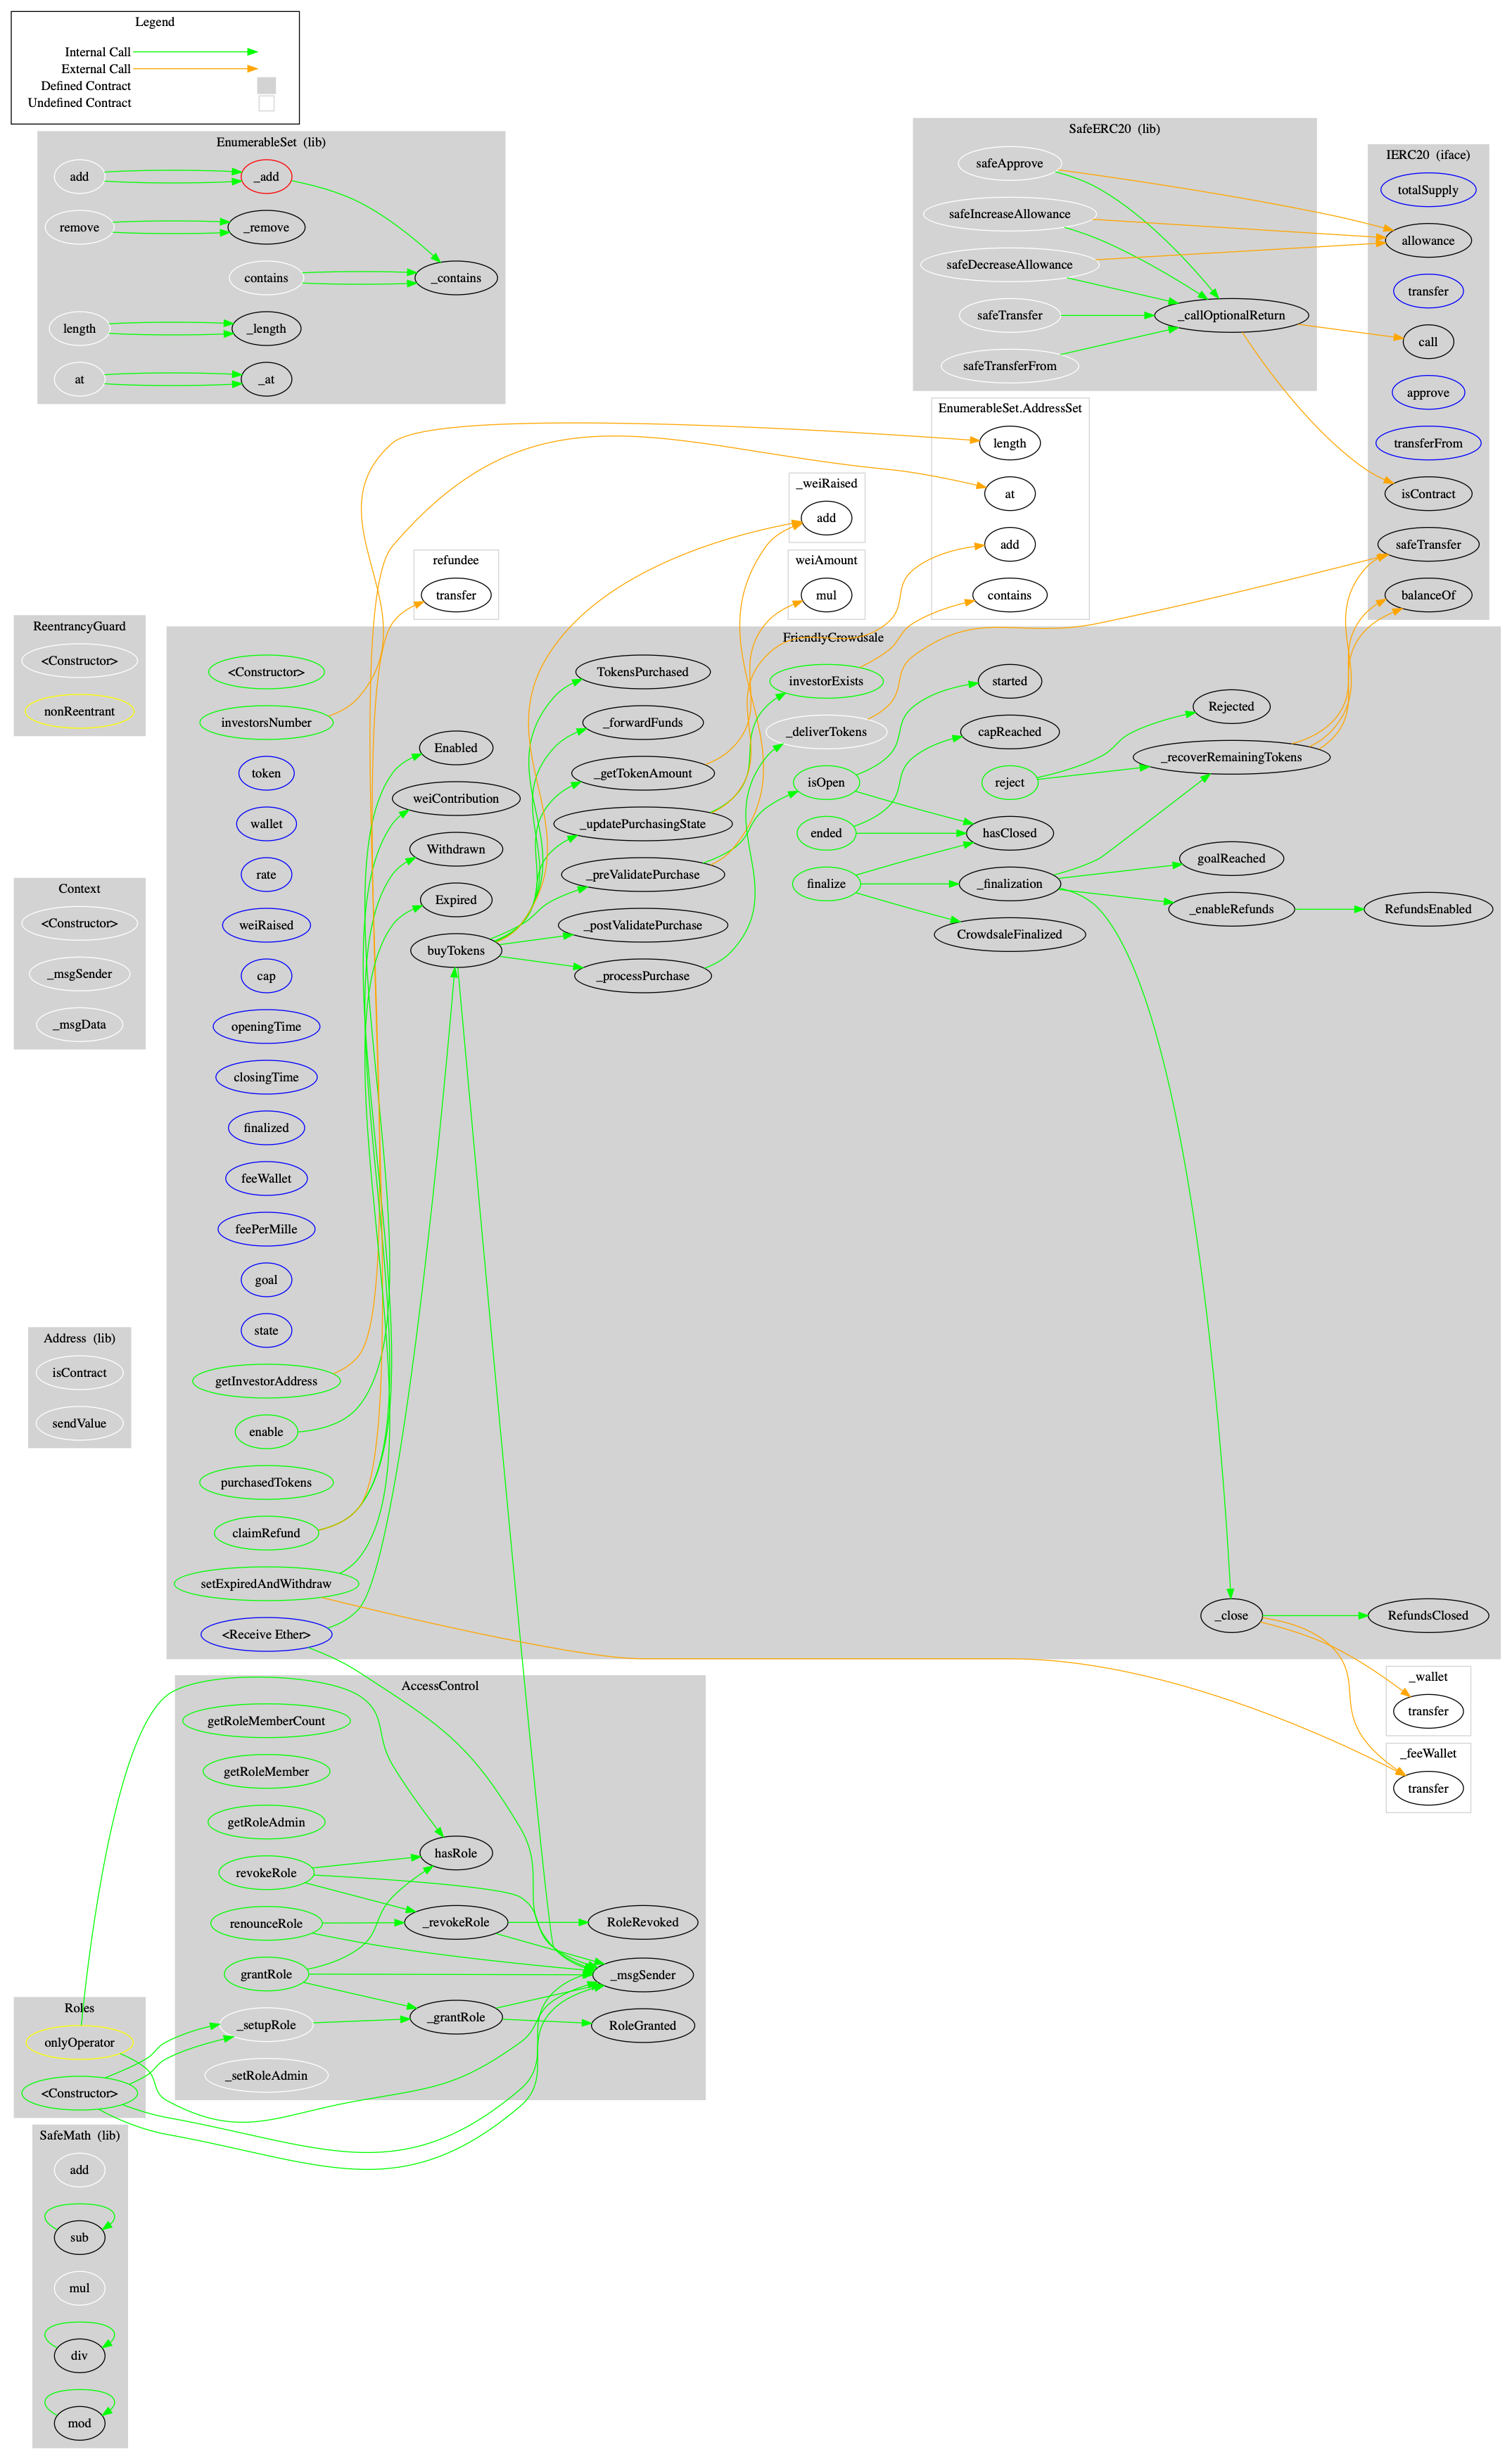 Legend
Internal Call
External Call
Defined Contract
Undefined Contract
EnumerableSet (lib)
add
_add
remove
_remove
contains
_contains
length
_length
at
_at
SafeERC20 (lib)
safeApprove
safeIncreaseAllowance
safeDecreaseAllowance
safeTransfer
safeTransferFrom
_callOptionalReturn
IERC20 (iface)
totalSupply
allowance
transfer
call
approve
transferFrom
isContract
safeTransfer
balanceOf
EnumerableSet.AddressSet
length
at
add
contains
_weiRaised
add
weiAmount
mul
refundee
transfer
ReentrancyGuard
<Constructor>
nonReentrant
Context
<Constructor>
_msgSender
_msgData
Address (lib)
isContract
sendValue
FriendlyCrowdsale
<Constructor>
investorsNumber
token
wallet
rate
weiRaised
cap
openingTime
closingTime
finalized
feeWallet
feePerMille
goal
state
getInvestorAddress
enable
purchasedTokens
claimRefund
setExpiredAndWithdraw
<Receive Ether>
Enabled
weiContribution
Withdrawn
Expired
buyTokens
TokensPurchased
_forwardFunds
_getTokenAmount
_updatePurchasingState
_preValidatePurchase
_postValidatePurchase
_processPurchase
investorExists
_deliverTokens
isOpen
ended
finalize
started
capReached
reject
hasClosed
_finalization
CrowdsaleFinalized
Rejected
_recoverRemainingTokens
goalReached
_enableRefunds
RefundsEnabled
_close
RefundsClosed
_wallet
transfer
_feeWallet
transfer
AccessControl
getRoleMemberCount
getRoleMember
getRoleAdmin
revokeRole
renounceRole
grantRole
_setupRole
_setRoleAdmin
hasRole
_revokeRole
_grantRole
RoleRevoked
_msgSender
RoleGranted
Roles
onlyOperator
<Constructor>
SafeMath (lib)
add
sub
mul
div
mod